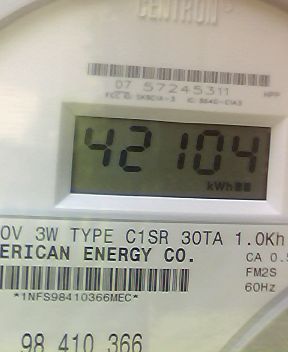 CENTRON
07 57245311
42104
kWh
0V 3W TYPE C1SR 30TA 1.0Kh
ERICAN ENERGY CO.
CA 0.5
FM2S
*1NFS98410366MEC*
60Hz
98 410 366